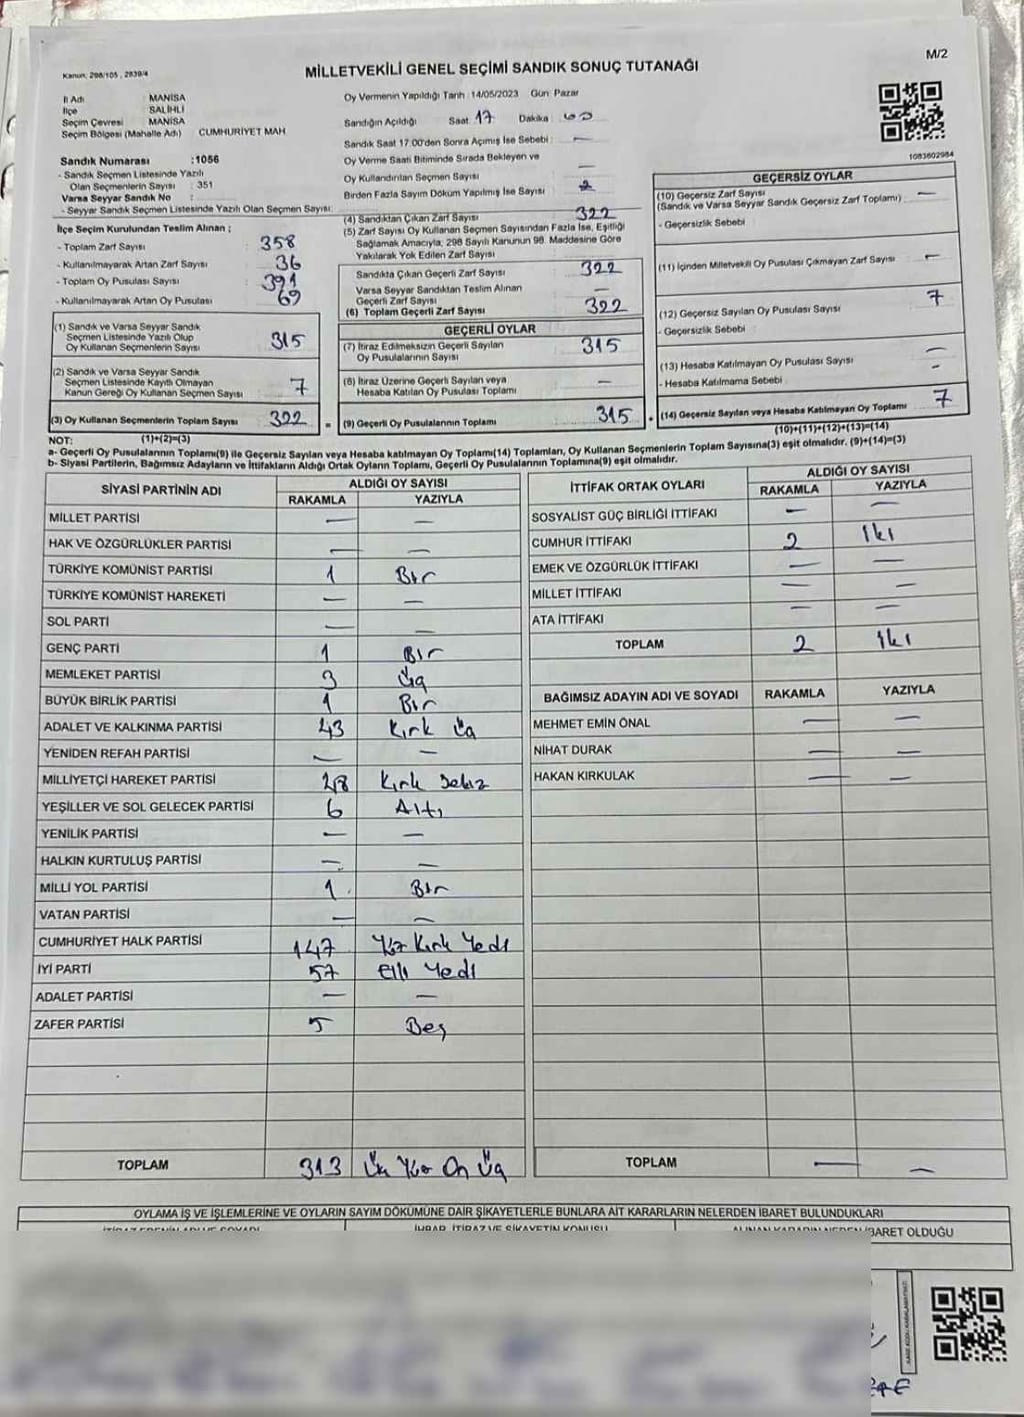 M/2
Kanun: 298/105 , 2839/4
MİLLETVEKİLİ GENEL SEÇİMİ SANDIK SONUÇ TUTANAĞI
İl Adı MANİSA
İlçe SALİHLİ
Seçim Çevresi MANİSA
Seçim Bölgesi (Mahalle Adı) CUMHURİYET MAH
Sandık Numarası :1056
- Sandık Seçmen Listesinde Yazılı
Olan Seçmenlerin Sayısı : 351
Varsa Seyyar Sandık No :
- Seyyar Sandık Seçmen Listesinde Yazılı Olan Seçmen Sayısı:
İlçe Seçim Kurulundan Teslim Alınan ;
- Toplam Zarf Sayısı : 358
- Kullanılmayarak Artan Zarf Sayısı : 36
- Toplam Oy Pusulası Sayısı : 391
- Kullanılmayarak Artan Oy Pusulası : 69
(1) Sandık ve Varsa Seyyar Sandık
Seçmen Listesinde Yazılı Olup
Oy Kullanan Seçmenlerin Sayısı 315
(2) Sandık ve Varsa Seyyar Sandık
Seçmen Listesinde Kayıtlı Olmayan
Kanun Gereği Oy Kullanan Seçmen Sayısı 7
(3) Oy Kullanan Seçmenlerin Toplam Sayısı 322
(1)+(2)=(3)
Oy Vermenin Yapıldığı Tarih :14/05/2023 Gün: Pazar
Sandığın Açıldığı Saat 17 Dakika 00
Sandık Saat 17.00'den Sonra Açımış İse Sebebi : —
Oy Verme Saati Bitiminde Sırada Bekleyen ve
Oy Kullandırılan Seçmen Sayısı : —
Birden Fazla Sayım Döküm Yapılmış İse Sayısı : 2
(4) Sandıktan Çıkan Zarf Sayısı : 322
(5) Zarf Sayısı Oy Kullanan Seçmen Sayısından Fazla İse, Eşitliği
Sağlamak Amacıyla; 298 Sayılı Kanunun 98. Maddesine Göre
Yakılarak Yok Edilen Zarf Sayısı :
Sandıkta Çıkan Geçerli Zarf Sayısı 322
Varsa Seyyar Sandıktan Teslim Alınan
Geçerli Zarf Sayısı —
(6) Toplam Geçerli Zarf Sayısı 322
GEÇERLİ OYLAR
(7) İtiraz Edilmeksizin Geçerli Sayılan
Oy Pusulalarının Sayısı 315
(8) İtiraz Üzerine Geçerli Sayılan veya
Hesaba Katılan Oy Pusulası Toplamı —
= (9) Geçerli Oy Pusulalarının Toplamı 315
1083602984
GEÇERSİZ OYLAR
(10) Geçersiz Zarf Sayısı
(Sandık ve Varsa Seyyar Sandık Geçersiz Zarf Toplamı) : —
- Geçersizlik Sebebi :
(11) İçinden Milletvekili Oy Pusulası Çıkmayan Zarf Sayısı : —
(12) Geçersiz Sayılan Oy Pusulası Sayısı : 7
- Geçersizlik Sebebi :
(13) Hesaba Katılmayan Oy Pusulası Sayısı : —
- Hesaba Katılmama Sebebi : —
+ (14) Geçersiz Sayılan veya Hesaba Katılmayan Oy Toplamı 7
(10)+(11)+(12)+(13)=(14)
NOT:
a- Geçerli Oy Pusulalarının Toplamı(9) ile Geçersiz Sayılan veya Hesaba katılmayan Oy Toplamı(14) Toplamları, Oy Kullanan Seçmenlerin Toplam Sayısına(3) eşit olmalıdır. (9)+(14)=(3)
b- Siyasi Partilerin, Bağımsız Adayların ve İttifakların Aldığı Ortak Oyların Toplamı, Geçerli Oy Pusulalarının Toplamına(9) eşit olmalıdır.
SİYASİ PARTİNİN ADI ALDIĞI OY SAYISI
RAKAMLA YAZIYLA
MİLLET PARTİSİ — —
HAK VE ÖZGÜRLÜKLER PARTİSİ — —
TÜRKİYE KOMÜNİST PARTİSİ 1 Bir
TÜRKİYE KOMÜNİST HAREKETİ — —
SOL PARTİ — —
GENÇ PARTİ 1 Bir
MEMLEKET PARTİSİ 3 Üç
BÜYÜK BİRLİK PARTİSİ 1 Bir
ADALET VE KALKINMA PARTİSİ 43 Kırk Üç
YENİDEN REFAH PARTİSİ — —
MİLLİYETÇİ HAREKET PARTİSİ 48 Kırk Sekiz
YEŞİLLER VE SOL GELECEK PARTİSİ 6 Altı
YENİLİK PARTİSİ — —
HALKIN KURTULUŞ PARTİSİ — —
MİLLİ YOL PARTİSİ 1 Bir
VATAN PARTİSİ — —
CUMHURİYET HALK PARTİSİ 147 Yüz Kırk Yedi
İYİ PARTİ 57 Elli Yedi
ADALET PARTİSİ — —
ZAFER PARTİSİ 5 Beş
TOPLAM 313 Üç Yüz On Üç
İTTİFAK ORTAK OYLARI ALDIĞI OY SAYISI
RAKAMLA YAZIYLA
SOSYALİST GÜÇ BİRLİĞİ İTTİFAKI — —
CUMHUR İTTİFAKI 2 İki
EMEK VE ÖZGÜRLÜK İTTİFAKI — —
MİLLET İTTİFAKI — —
ATA İTTİFAKI — —
TOPLAM 2 İki
BAĞIMSIZ ADAYIN ADI VE SOYADI RAKAMLA YAZIYLA
MEHMET EMİN ÖNAL — —
NİHAT DURAK — —
HAKAN KIRKULAK — —
TOPLAM — —
OYLAMA İŞ VE İŞLEMLERİNE VE OYLARIN SAYIM DÖKÜMÜNE DAİR ŞİKAYETLERLE BUNLARA AİT KARARLARIN NELERDEN İBARET BULUNDUKLARI
İTİRAZ EDENİN ADI VE SOYADI İHBAR, İTİRAZ VE ŞİKAYETİN KONUSU ALINAN KARARIN NEDEN İBARET OLDUĞU